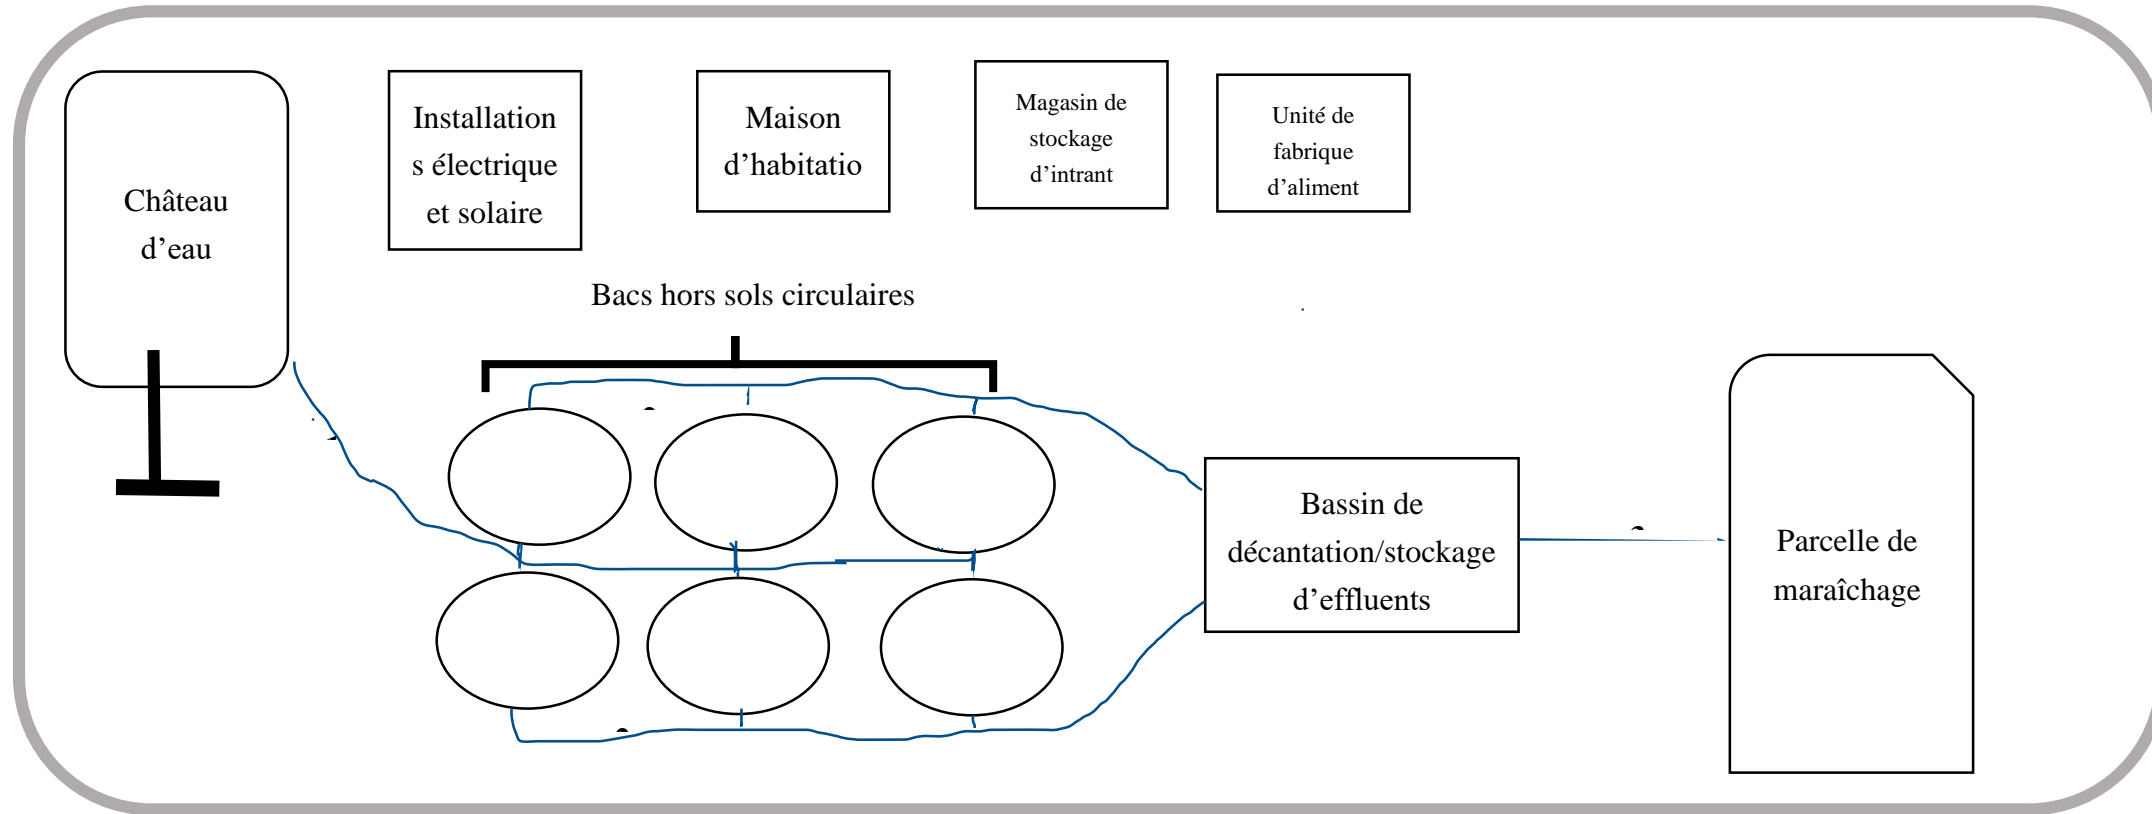 Château
d’eau
Installation
s électrique
et solaire
Maison
d’habitatio
Magasin de
stockage
d’intrant
Unité de
fabrique
d’aliment
Bacs hors sols circulaires
Bassin de
décantation/stockage
d’effluents
Parcelle de
maraîchage